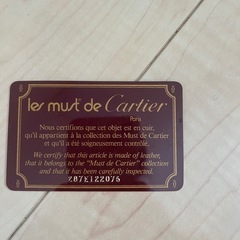 les must de Cartier
Paris
Nous certifions que cet objet est en cuir,
qu'il appartient à la collection des Must de Cartier
et qu'il a été soigneusement contrôlé.
We certify that this article is made of leather,
that it belongs to the "Must de Cartier" collection
and that it has been carefully inspected.